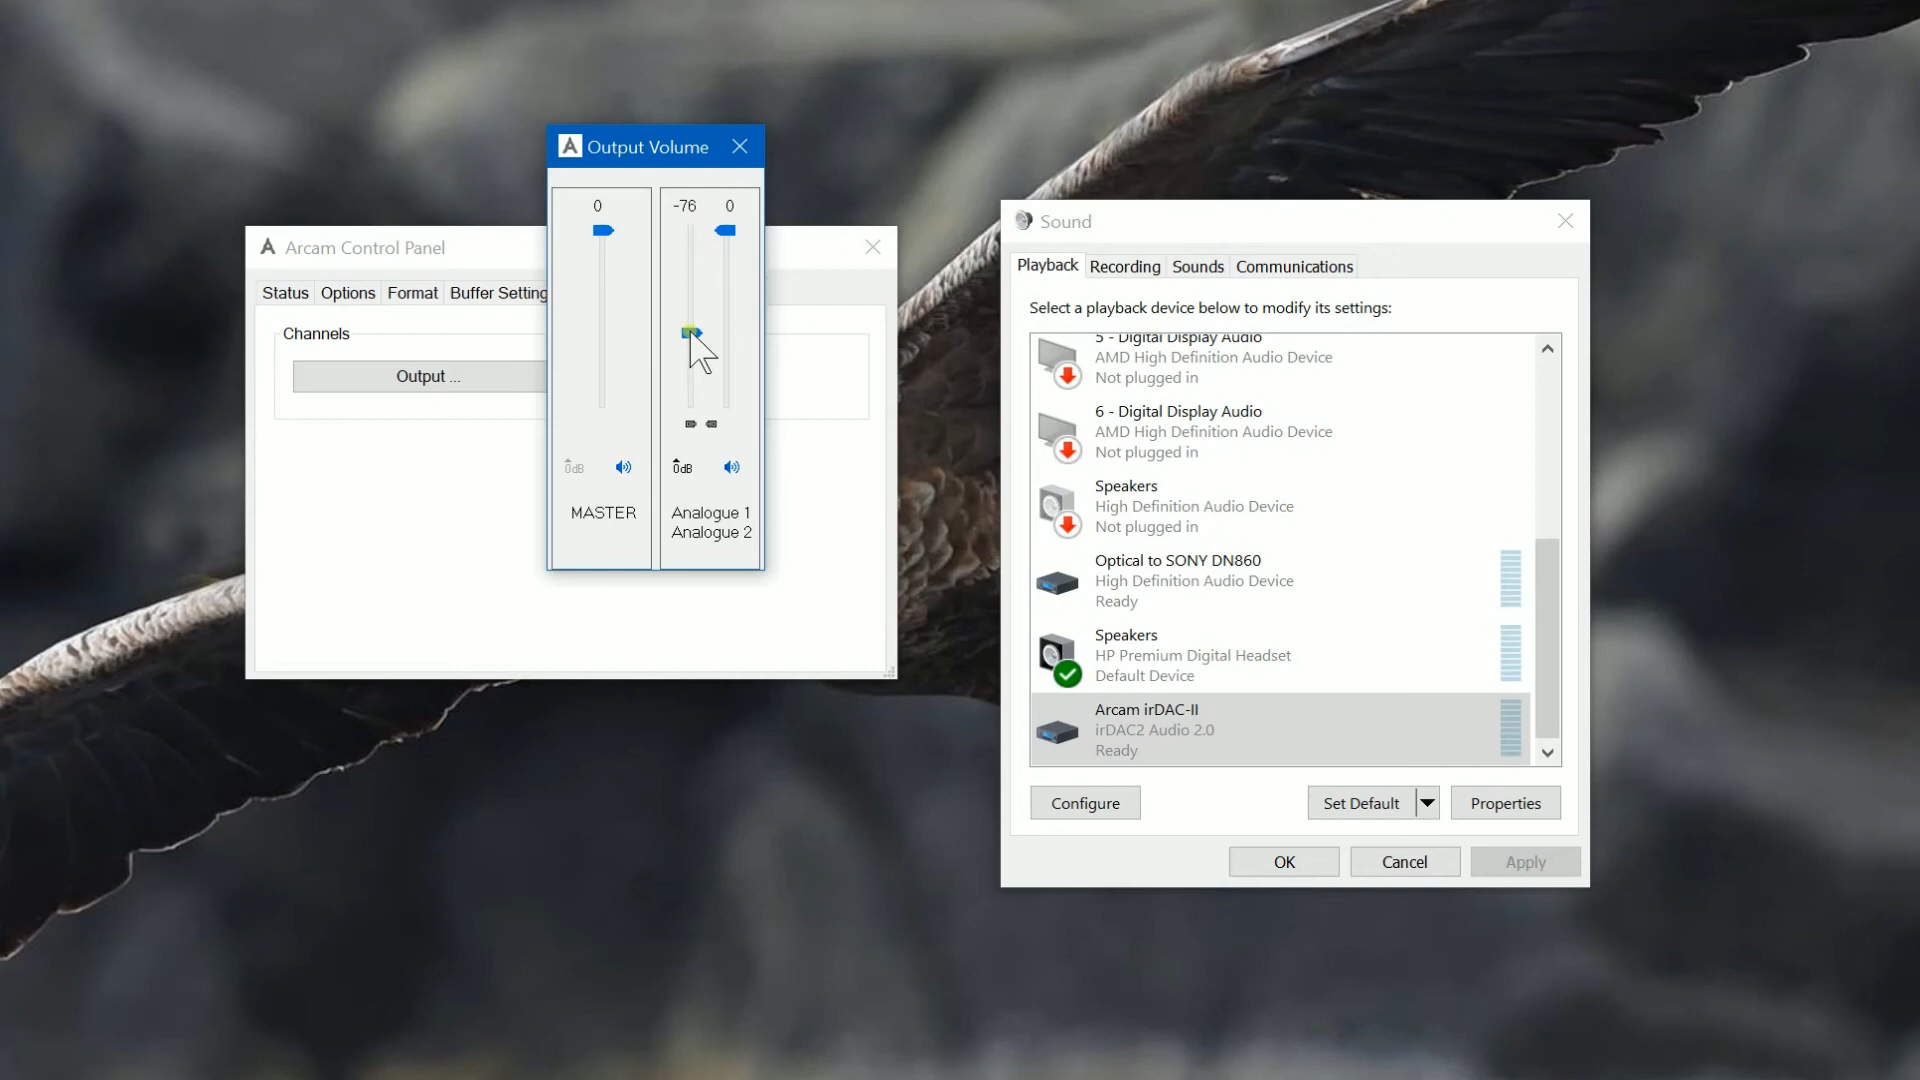 A Output Volume
0
-76 0
0dB
0dB
MASTER
Analogue 1
Analogue 2
A Arcam Control Panel
Status Options Format Buffer Setting
Channels
Output ...
Sound
Playback Recording Sounds Communications
Select a playback device below to modify its settings:
5 - Digital Display Audio
AMD High Definition Audio Device
Not plugged in
6 - Digital Display Audio
AMD High Definition Audio Device
Not plugged in
Speakers
High Definition Audio Device
Not plugged in
Optical to SONY DN860
High Definition Audio Device
Ready
Speakers
HP Premium Digital Headset
Default Device
Arcam irDAC-II
irDAC2 Audio 2.0
Ready
Configure Set Default Properties
OK Cancel Apply